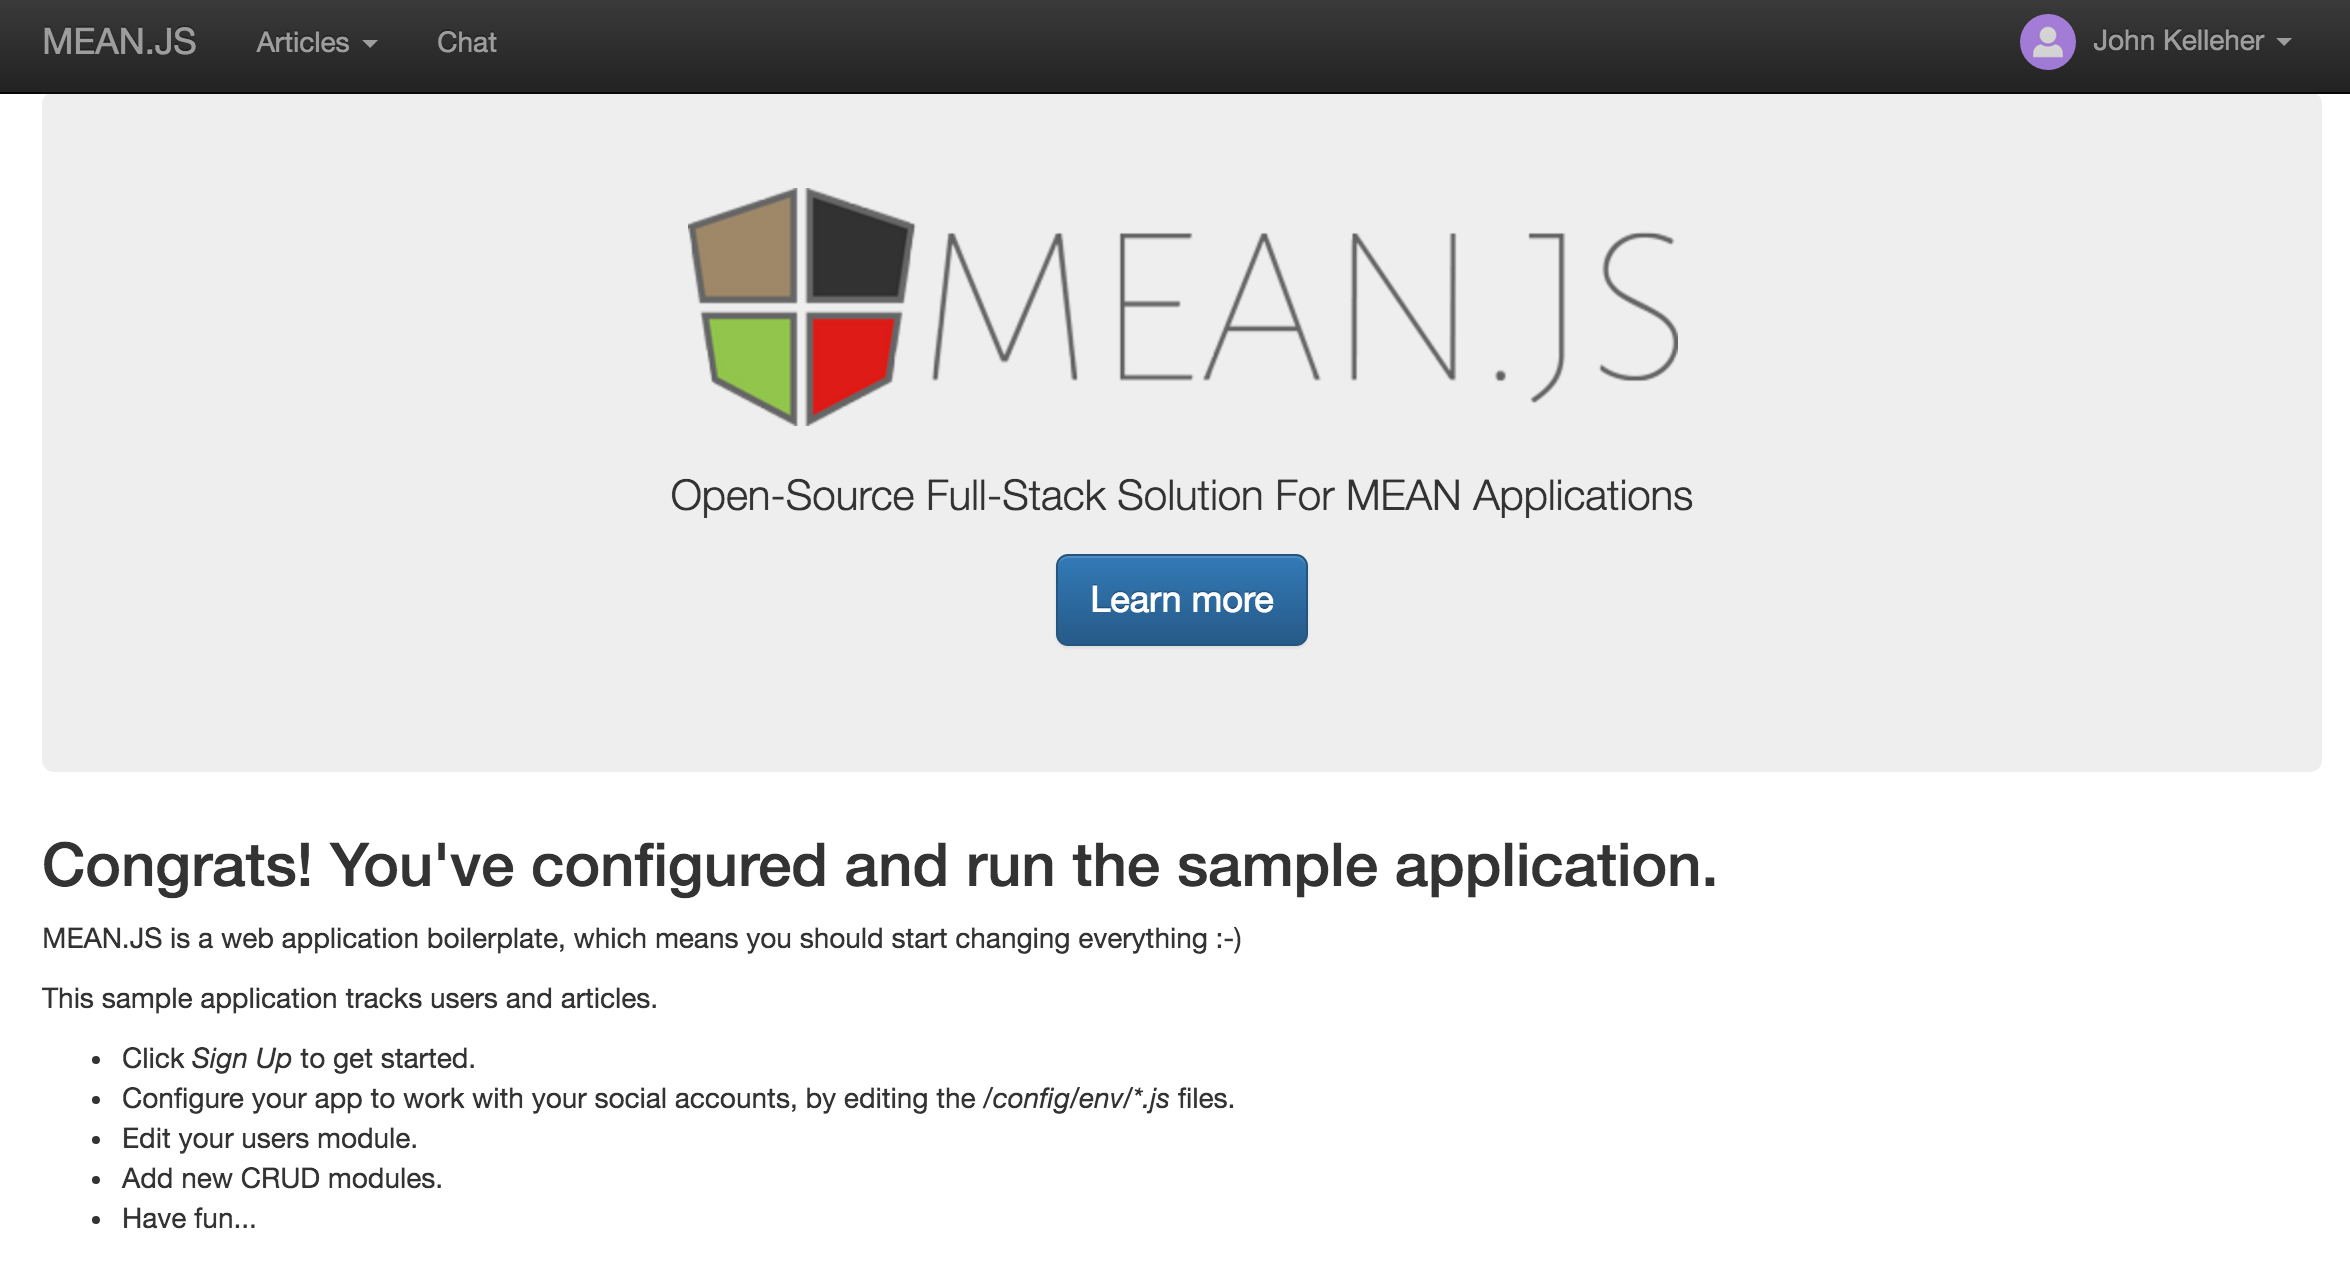 MEAN.JS Articles Chat John Kelleher
MEAN.JS
Open-Source Full-Stack Solution For MEAN Applications
Learn more
Congrats! You've configured and run the sample application.
MEAN.JS is a web application boilerplate, which means you should start changing everything :-)
This sample application tracks users and articles.
• Click Sign Up to get started.
• Configure your app to work with your social accounts, by editing the /config/env/*.js files.
• Edit your users module.
• Add new CRUD modules.
• Have fun...